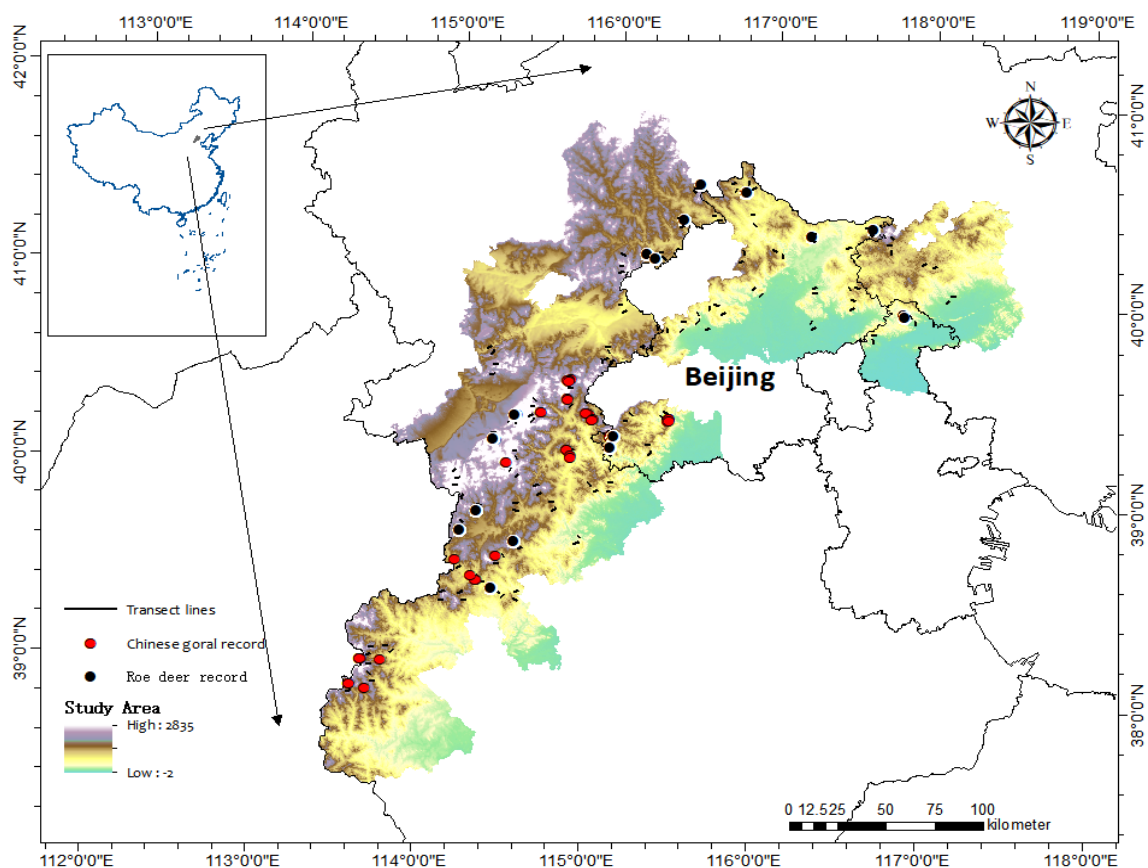 113°0'0"E 114°0'0"E 115°0'0"E 116°0'0"E 117°0'0"E 118°0'0"E 119°0'0"E
42°0'0"N
41°0'0"N
40°0'0"N
39°0'0"N
38°0'0"N
N
W E
S
Beijing
Transect lines
Chinese goral record
Roe deer record
Study Area
High : 2835
Low : -2
0 12.525 50 75 100
kilometer
41°0'0"N
40°0'0"N
39°0'0"N
38°0'0"N
112°0'0"E 113°0'0"E 114°0'0"E 115°0'0"E 116°0'0"E 117°0'0"E 118°0'0"E